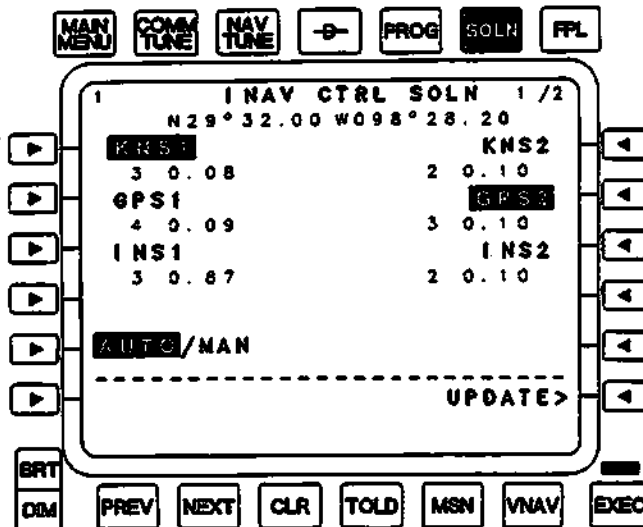 MAIN MENU COMM TUNE NAV TUNE -D- PROG SOLN FPL
1 INAV CTRL SOLN 1/2
N29°32.00 W098°28.20
KNS1 KNS2
3 0.08 2 0.10
GPS1 GPS2
4 0.09 3 0.10
INS1 INS2
3 0.87 2 0.10
AUTO/MAN
UPDATE>
BRT
DIM PREV NEXT CLR TOLD MSN VNAV EXEC